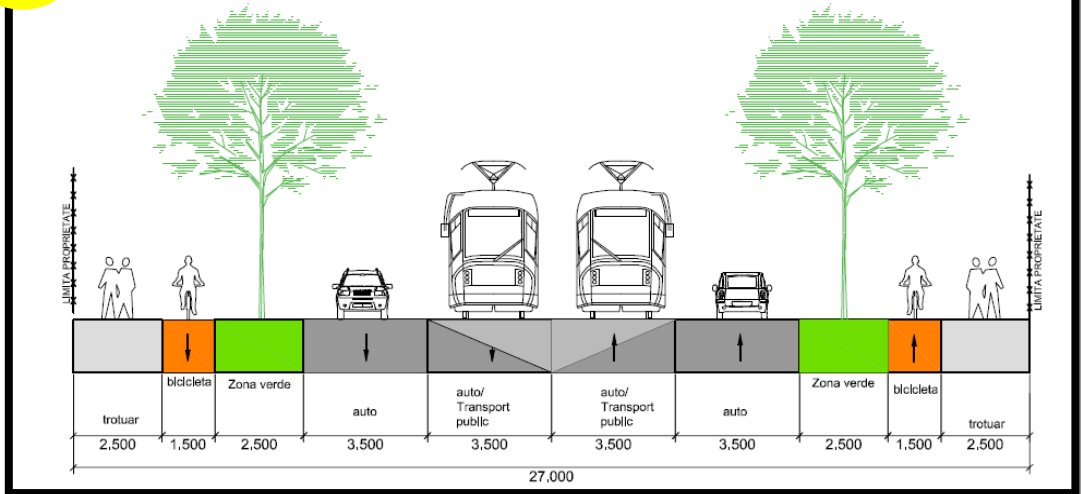 LIMITA PROPRIETATE
LIMITA PROPRIETATE
trotuar
bicicleta
Zona verde
auto
auto/
Transport
public
auto/
Transport
public
auto
Zona verde
bicicleta
trotuar
2,500
1,500
2,500
3,500
3,500
3,500
3,500
2,500
1,500
2,500
27,000